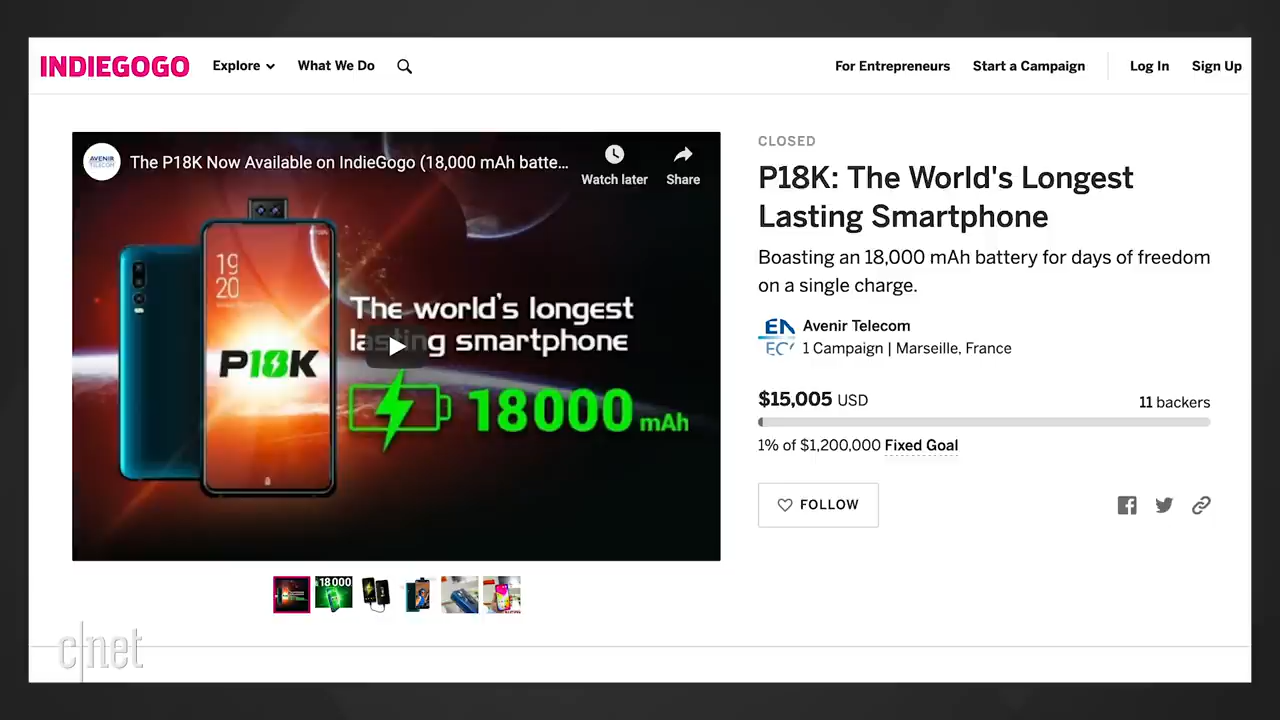 INDIEGOGO
Explore
What We Do
For Entrepreneurs
Start a Campaign
Log In
Sign Up
AVENIR
TELECOM
The P18K Now Available on IndieGogo (18,000 mAh batte...
Watch later
Share
19
20
P18K
The world's longest
lasting smartphone
18000 mAh
18000
CLOSED
P18K: The World's Longest
Lasting Smartphone
Boasting an 18,000 mAh battery for days of freedom
on a single charge.
Avenir Telecom
1 Campaign | Marseille, France
$15,005 USD
11 backers
1% of $1,200,000 Fixed Goal
FOLLOW
c|net